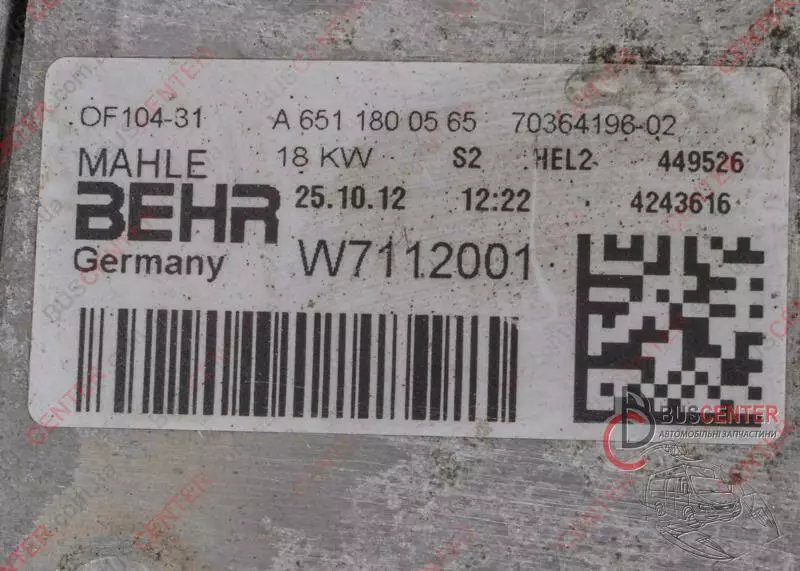 OF104-31 A 651 180 05 65 70364196-02
MAHLE 18 KW S2 HEL2 449526
BEHR 25.10.12 12:22 4243616
Germany W7112001
BUSCENTER
АВТОМОБІЛЬНІ ЗАПЧАСТИНИ